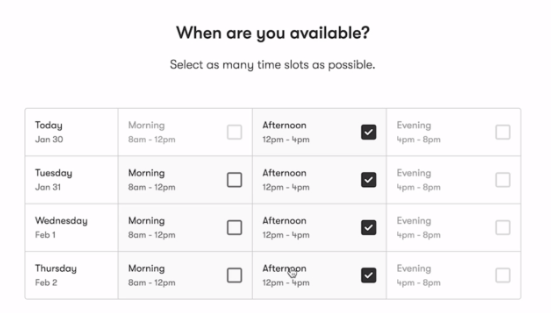 When are you available?
Select as many time slots as possible.
Today
Jan 30
Morning
8am - 12pm
Afternoon
12pm - 4pm
Evening
4pm - 8pm
Tuesday
Jan 31
Morning
8am - 12pm
Afternoon
12pm - 4pm
Evening
4pm - 8pm
Wednesday
Feb 1
Morning
8am - 12pm
Afternoon
12pm - 4pm
Evening
4pm - 8pm
Thursday
Feb 2
Morning
8am - 12pm
Afternoon
12pm - 4pm
Evening
4pm - 8pm